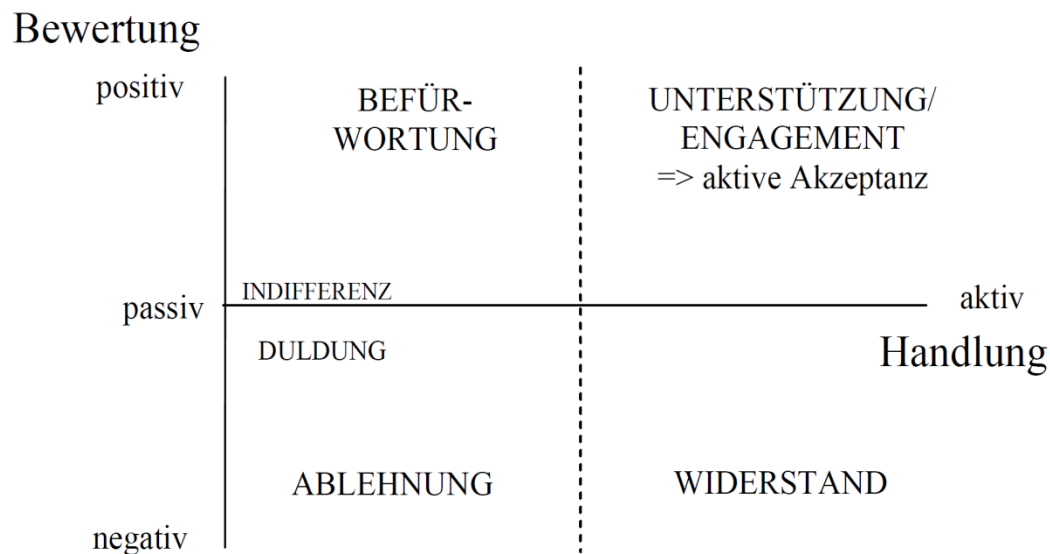 Bewertung
positiv
BEFÜR-
WORTUNG
UNTERSTÜTZUNG/
ENGAGEMENT
=> aktive Akzeptanz
INDIFFERENZ
passiv
aktiv
DULDUNG
Handlung
ABLEHNUNG
WIDERSTAND
negativ